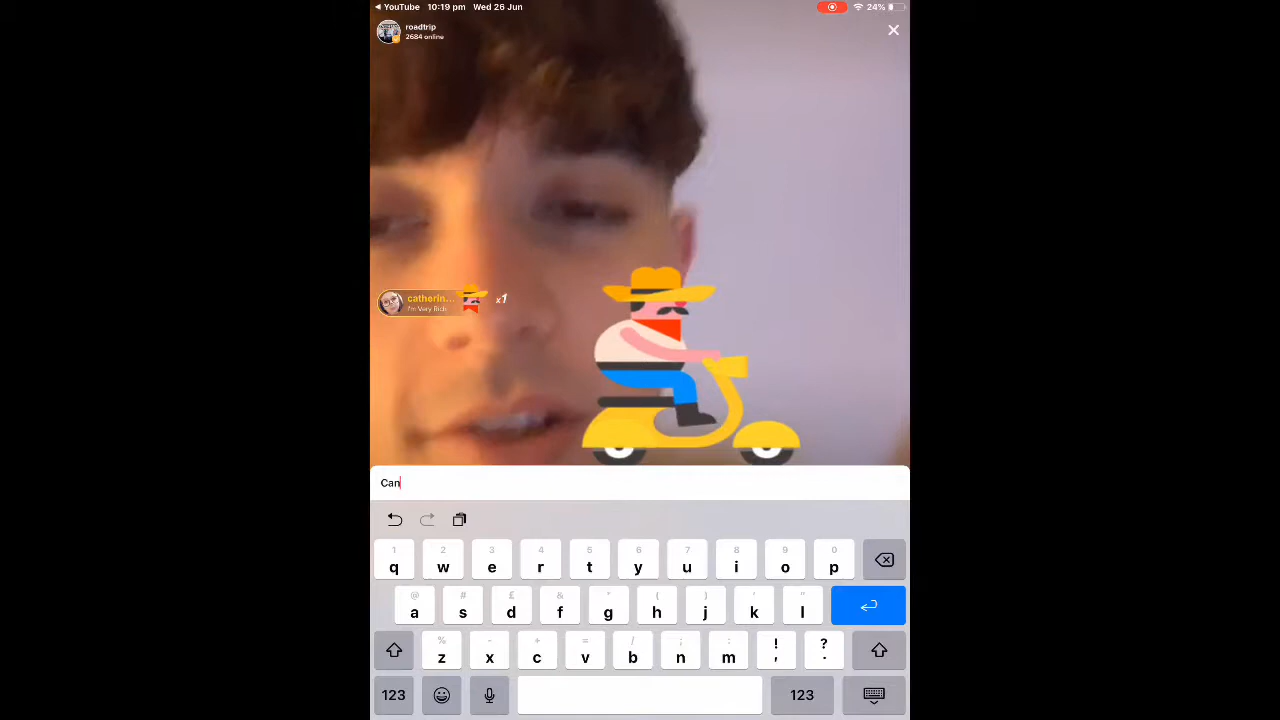 YouTube 10:19 pm Wed 26 Jun 24%
roadtrip
2684 online
catherin... x1
I'm Very Rich
Can
1 2 3 4 5 6 7 8 9 0
q w e r t y u i o p
@ # £ & * ( ) ' "
a s d f g h j k l
% - + = / ; : ! ?
z x c v b n m , .
123 123